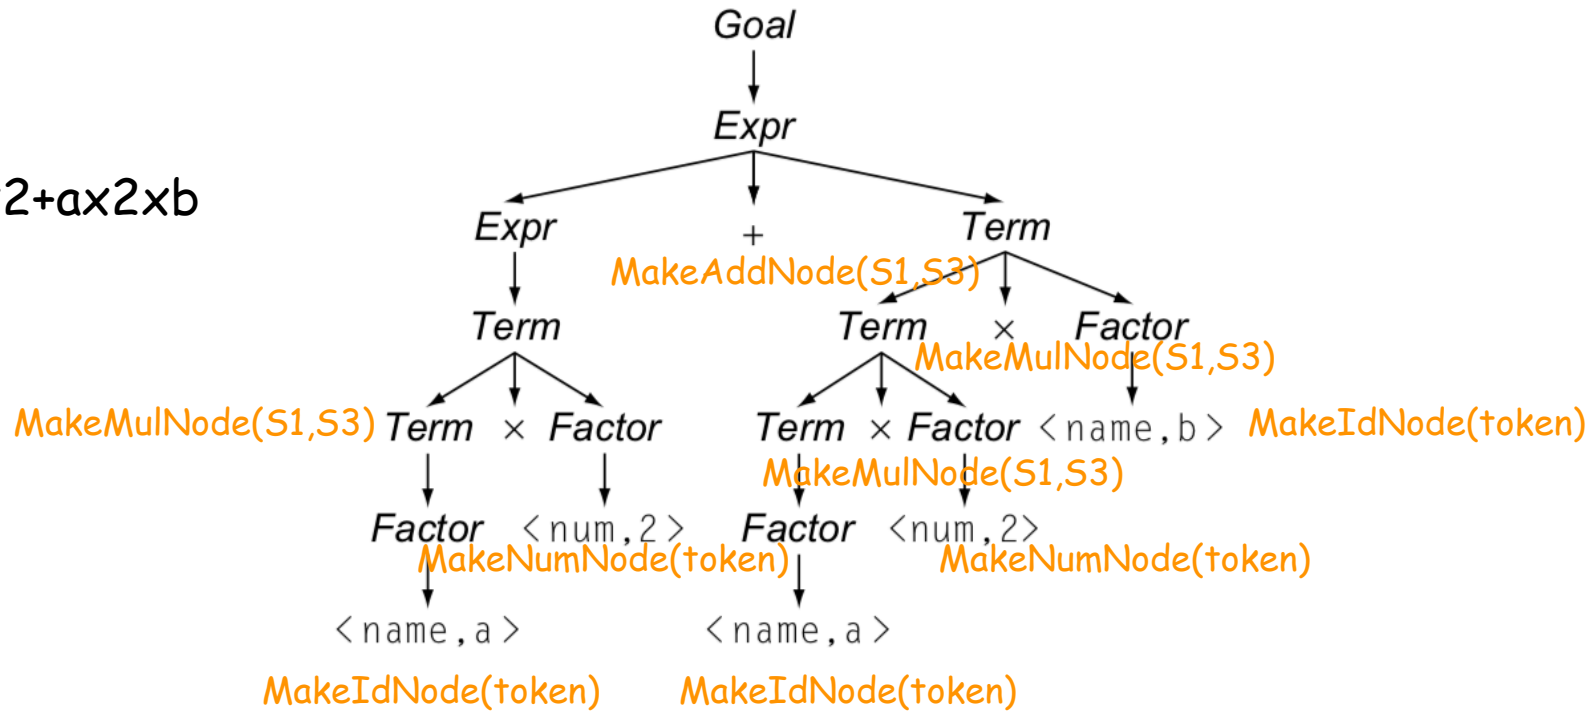 Goal
Expr
2+ax2xb
Expr + Term
MakeAddNode(S1,S3)
Term Term × Factor
MakeMulNode(S1,S3)
MakeMulNode(S1,S3) Term × Factor Term × Factor <name,b> MakeIdNode(token)
MakeMulNode(S1,S3)
Factor <num,2> Factor <num,2>
MakeNumNode(token) MakeNumNode(token)
<name,a> <name,a>
MakeIdNode(token) MakeIdNode(token)